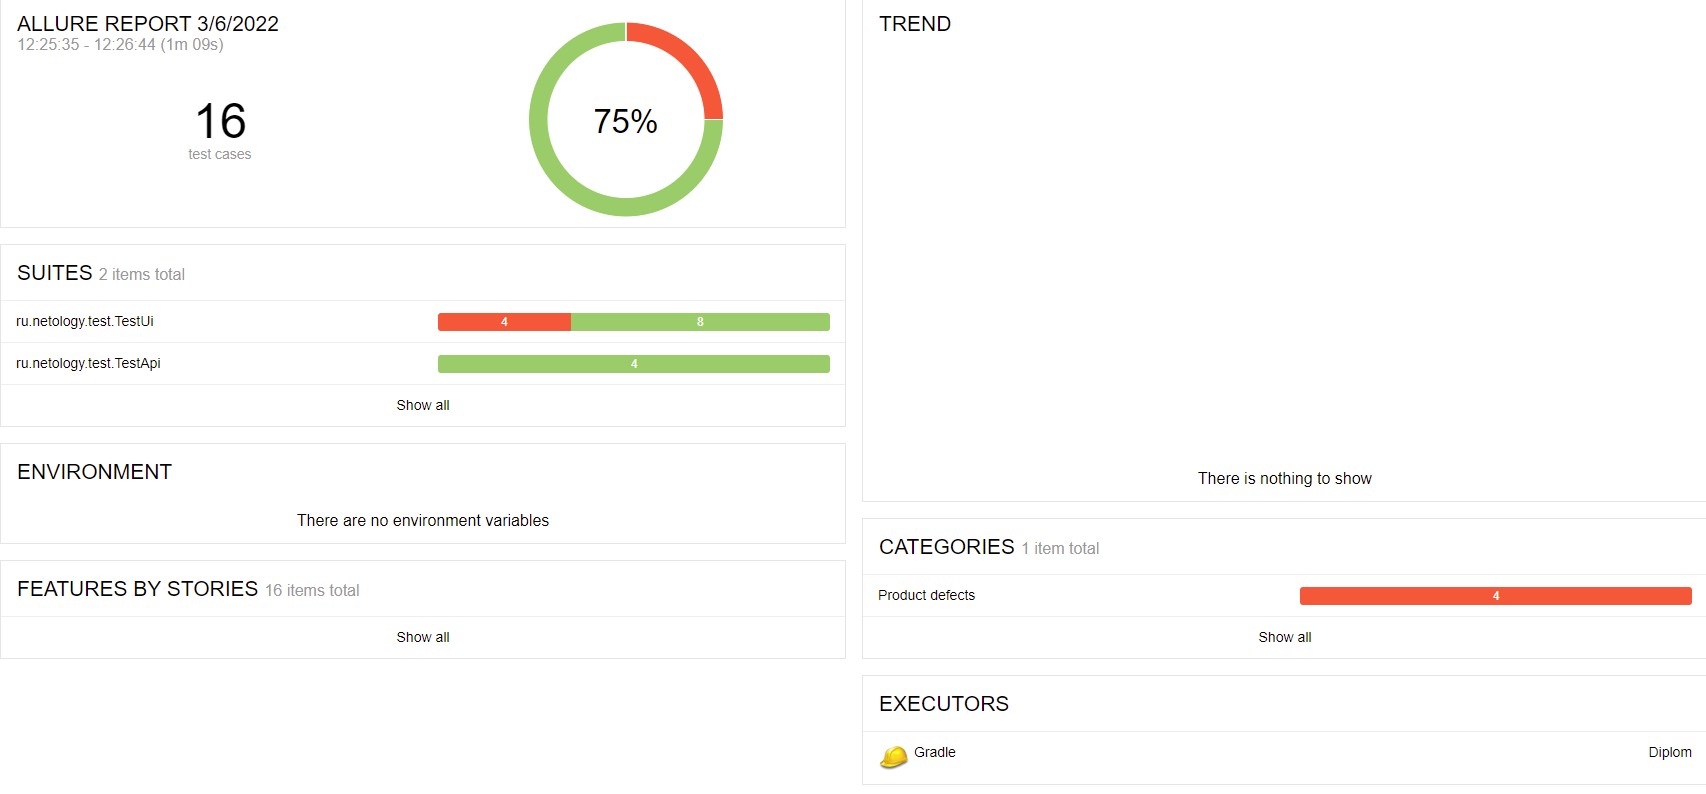 ALLURE REPORT 3/6/2022
12:25:35 - 12:26:44 (1m 09s)
16
test cases
75%
SUITES 2 items total
ru.netology.test.TestUi 4 8
ru.netology.test.TestApi 4
Show all
ENVIRONMENT
There are no environment variables
FEATURES BY STORIES 16 items total
Show all
TREND
There is nothing to show
CATEGORIES 1 item total
Product defects 4
Show all
EXECUTORS
Gradle Diplom